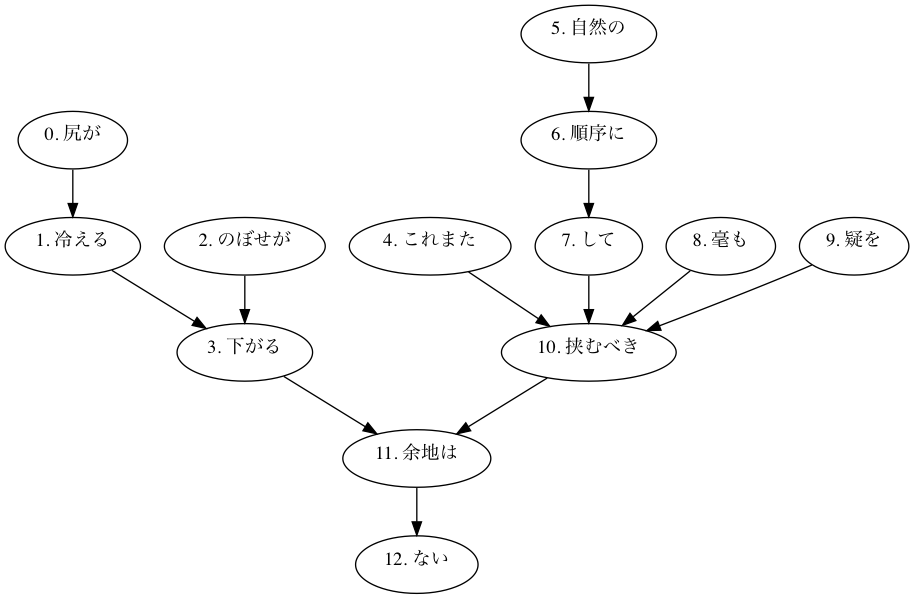 5. 自然の
0. 尻が
6. 順序に
1. 冷える
2. のぼせが
4. これまた
7. して
8. 毫も
9. 疑を
3. 下がる
10. 挟むべき
11. 余地は
12. ない